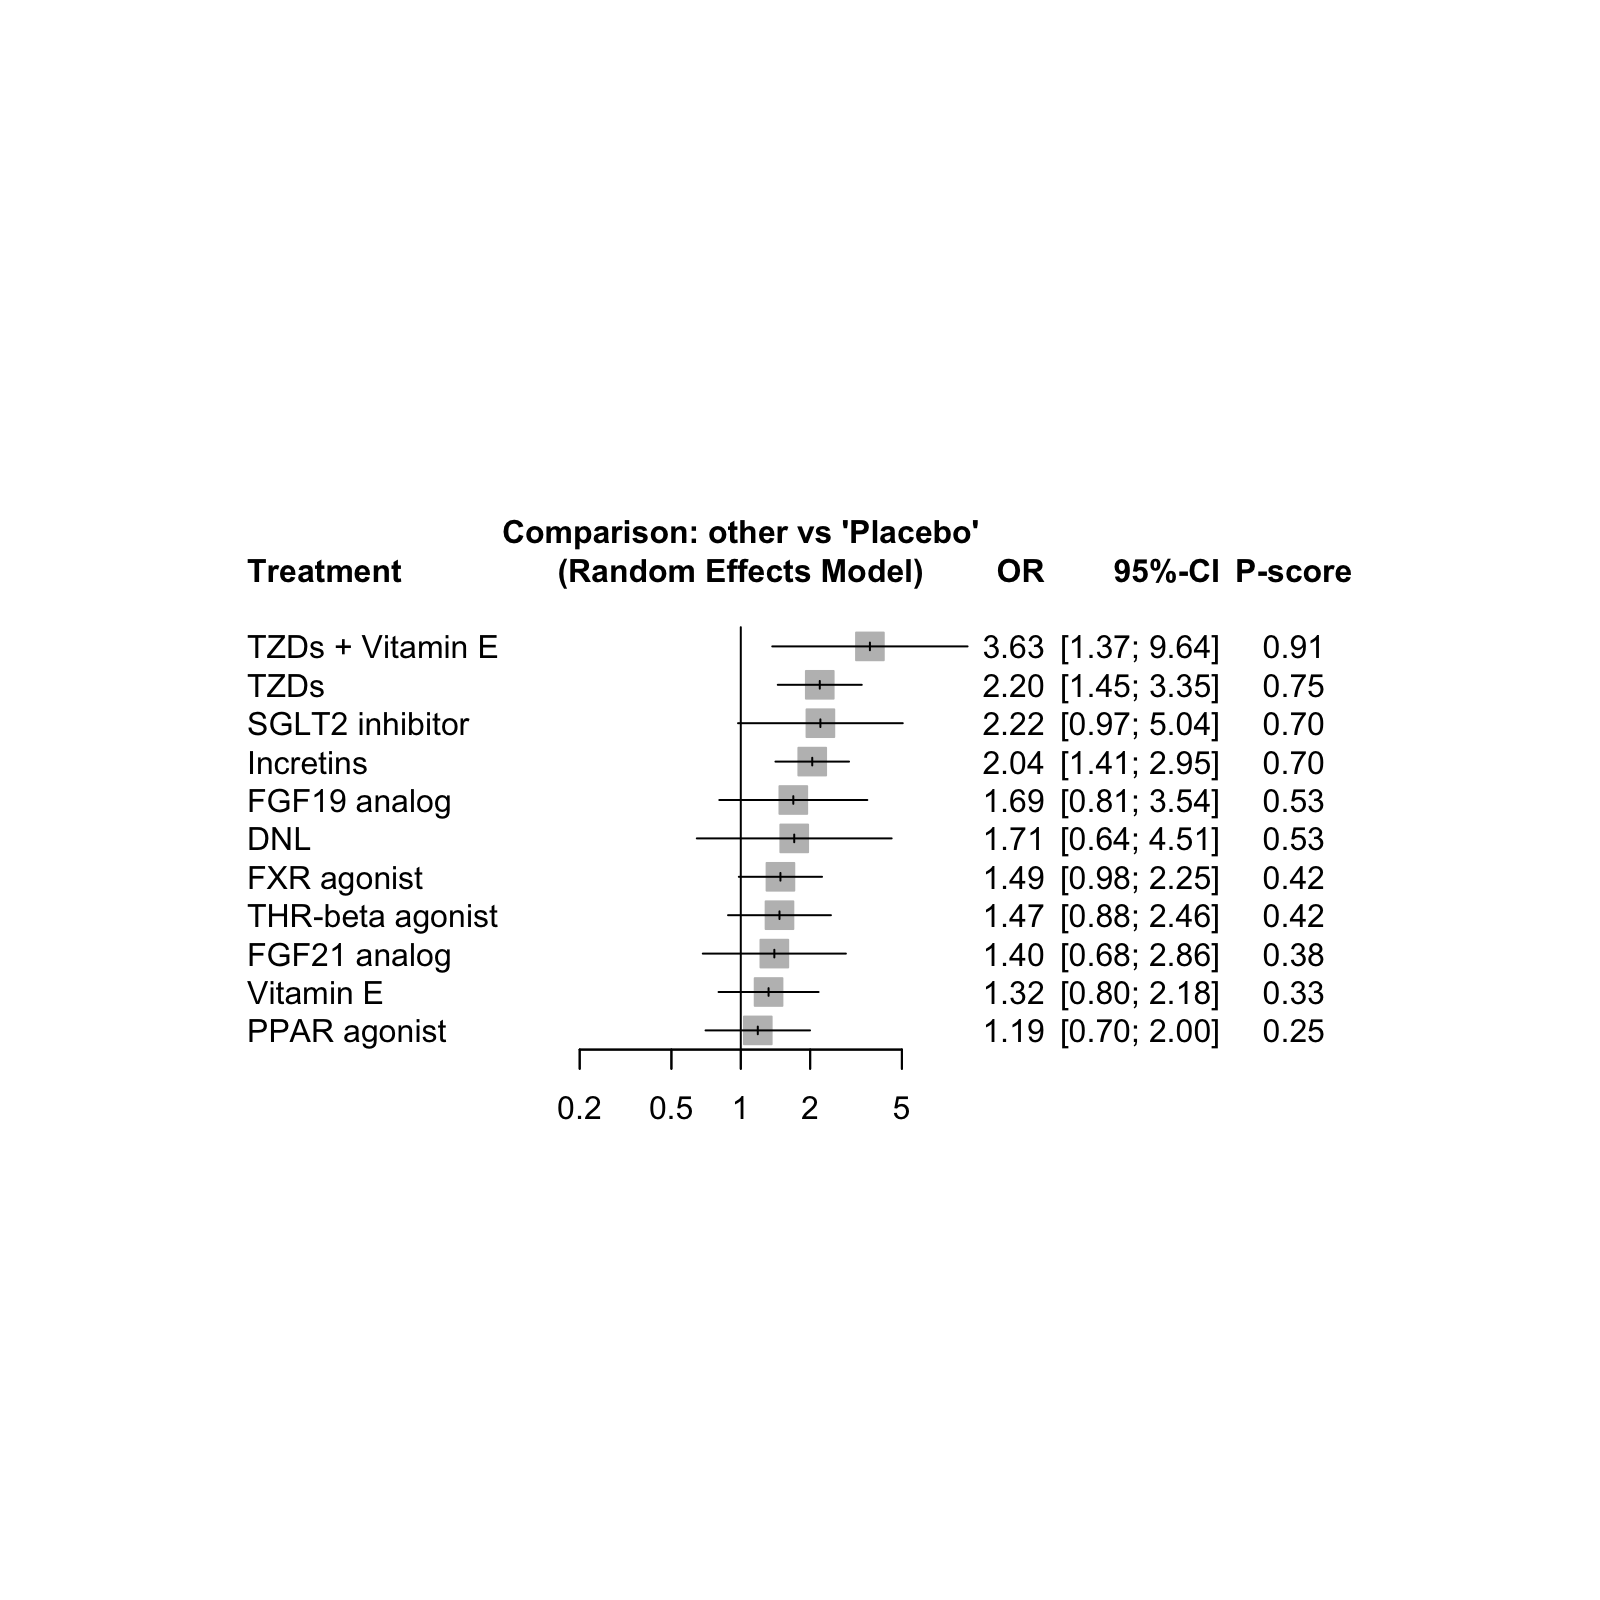 Comparison: other vs 'Placebo'
Treatment (Random Effects Model) OR 95%-CI P-score
TZDs + Vitamin E 3.63 [1.37; 9.64] 0.91
TZDs 2.20 [1.45; 3.35] 0.75
SGLT2 inhibitor 2.22 [0.97; 5.04] 0.70
Incretins 2.04 [1.41; 2.95] 0.70
FGF19 analog 1.69 [0.81; 3.54] 0.53
DNL 1.71 [0.64; 4.51] 0.53
FXR agonist 1.49 [0.98; 2.25] 0.42
THR-beta agonist 1.47 [0.88; 2.46] 0.42
FGF21 analog 1.40 [0.68; 2.86] 0.38
Vitamin E 1.32 [0.80; 2.18] 0.33
PPAR agonist 1.19 [0.70; 2.00] 0.25
0.2 0.5 1 2 5